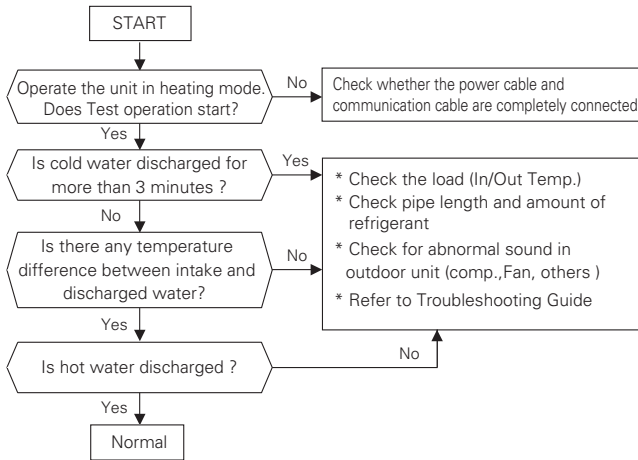 START
Operate the unit in heating mode.
Does Test operation start?
No
Check whether the power cable and
communication cable are completely connected
Yes
Is cold water discharged for
more than 3 minutes ?
Yes
* Check the load (In/Out Temp.)
* Check pipe length and amount of
refrigerant
* Check for abnormal sound in
outdoor unit (comp.,Fan, others )
* Refer to Troubleshooting Guide
No
Is there any temperature
difference between intake and
discharged water?
No
Yes
Is hot water discharged ?
No
Yes
Normal